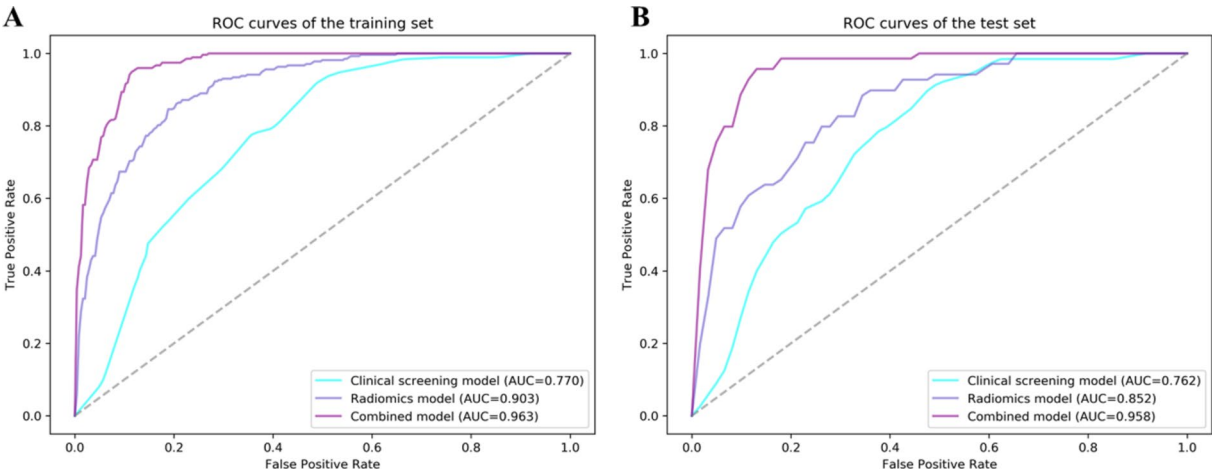 A
ROC curves of the training set
True Positive Rate
1.0
0.8
0.6
0.4
0.2
0.0
Clinical screening model (AUC=0.770)
Radiomics model (AUC=0.903)
Combined model (AUC=0.963)
0.0 0.2 0.4 0.6 0.8 1.0
False Positive Rate
B
ROC curves of the test set
True Positive Rate
1.0
0.8
0.6
0.4
0.2
0.0
Clinical screening model (AUC=0.762)
Radiomics model (AUC=0.852)
Combined model (AUC=0.958)
0.0 0.2 0.4 0.6 0.8 1.0
False Positive Rate